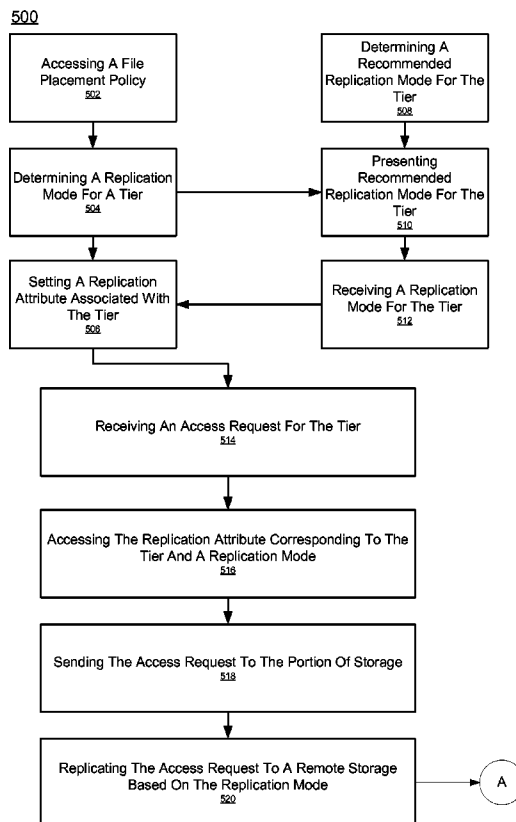 500
Accessing A File
Placement Policy
502
Determining A
Recommended
Replication Mode For The
Tier
508
Determining A Replication
Mode For A Tier
504
Presenting
Recommended
Replication Mode For The
Tier
510
Setting A Replication
Attribute Associated With
The Tier
506
Receiving A Replication
Mode For The Tier
512
Receiving An Access Request For The Tier
514
Accessing The Replication Attribute Corresponding To The
Tier And A Replication Mode
516
Sending The Access Request To The Portion Of Storage
518
Replicating The Access Request To A Remote Storage
Based On The Replication Mode
520
A